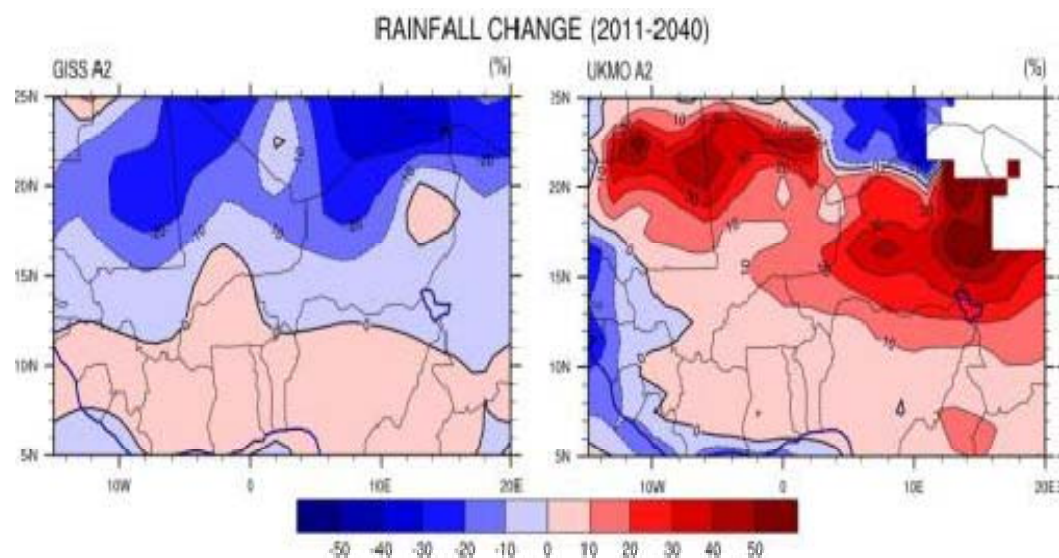 RAINFALL CHANGE (2011-2040)
GISS A2 (%)
UKMO A2 (%)
25N
20N
15N
10N
5N
10W 0 10E 20E
25N
20N
15N
10N
5N
10W 0 10E 20E
-50 -40 -30 -20 -10 0 10 20 30 40 50